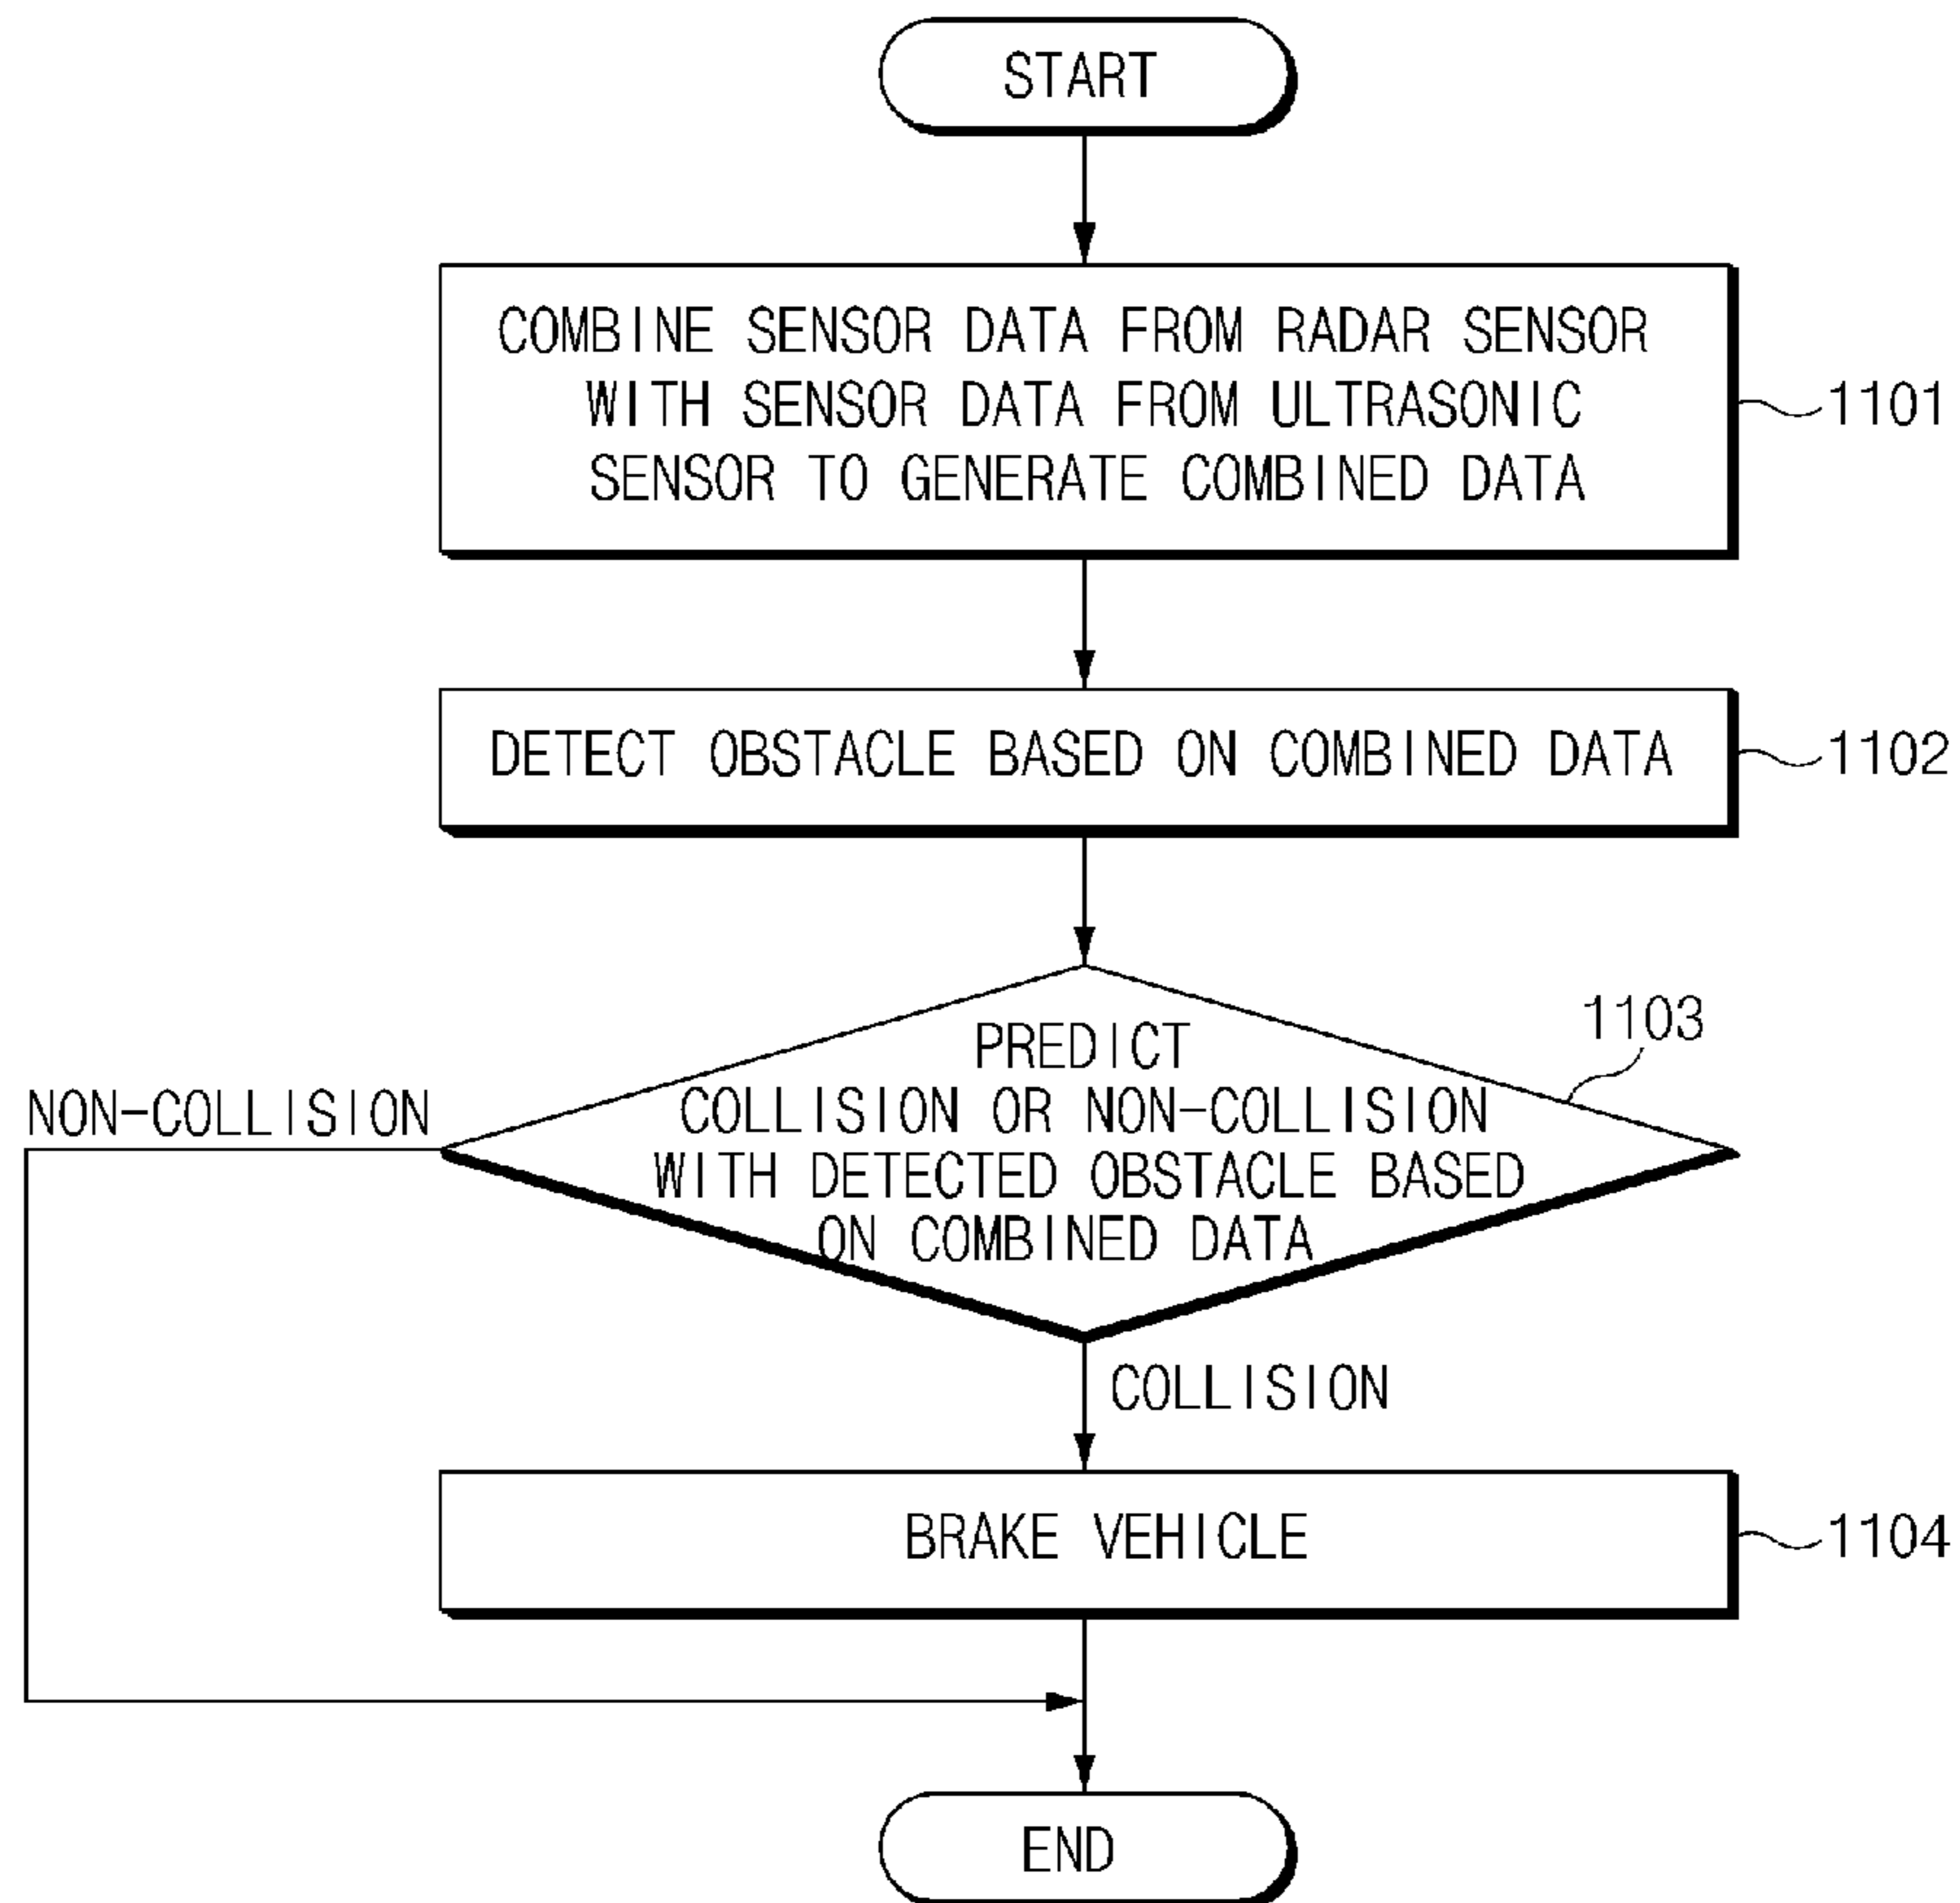 START
COMBINE SENSOR DATA FROM RADAR SENSOR
WITH SENSOR DATA FROM ULTRASONIC
SENSOR TO GENERATE COMBINED DATA
1101
DETECT OBSTACLE BASED ON COMBINED DATA
1102
1103
PREDICT
COLLISION OR NON-COLLISION
WITH DETECTED OBSTACLE BASED
ON COMBINED DATA
NON-COLLISION
COLLISION
BRAKE VEHICLE
1104
END